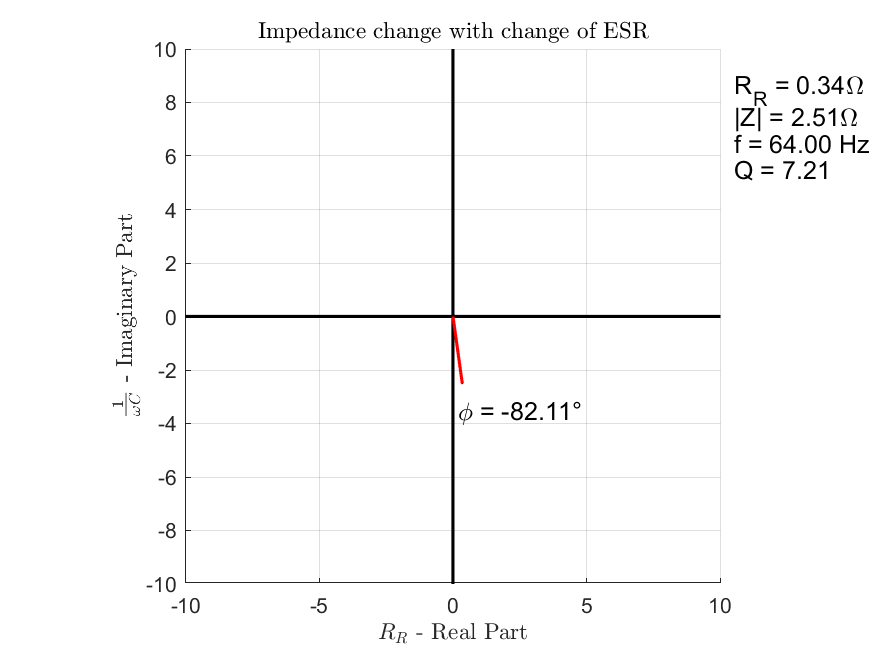 Impedance change with change of ESR
10
8
6
4
2
0
-2
-4
-6
-8
-10
-10
-5
0
5
10
R_R - Real Part
1/ωC - Imaginary Part
ϕ = -82.11°
R_R = 0.34Ω
|Z| = 2.51Ω
f = 64.00 Hz
Q = 7.21